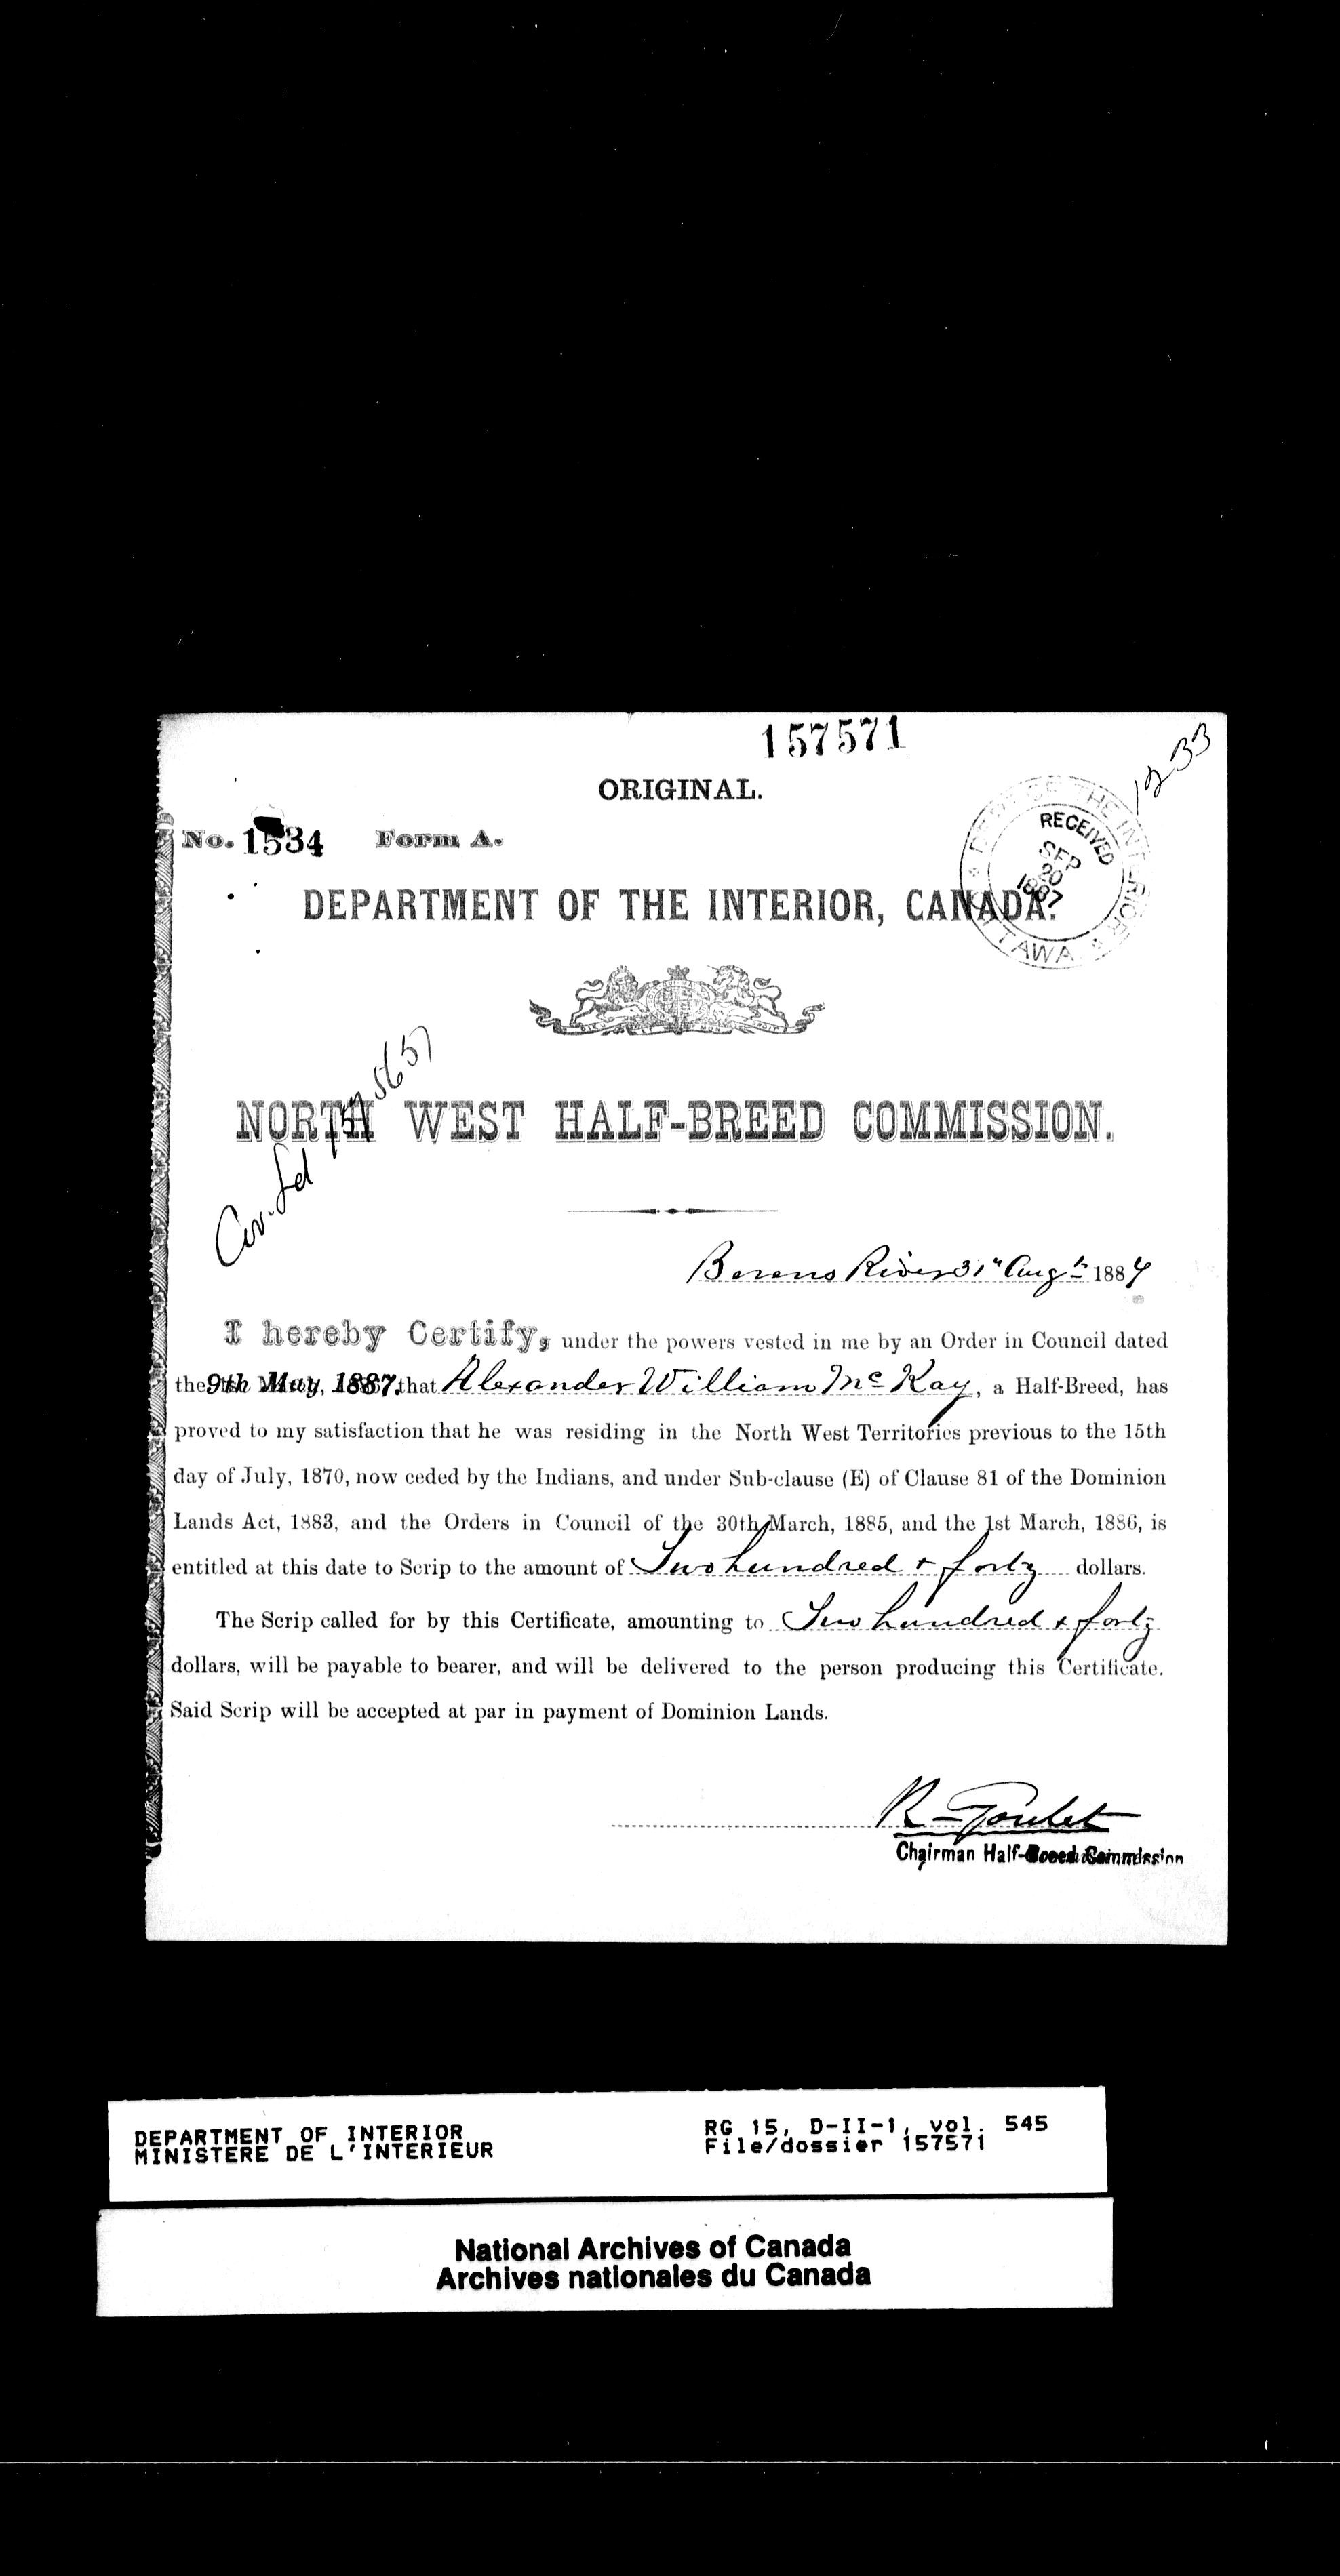 157571
1233
ORIGINAL.
No. 1534 Form A.
DEPT OF THE INTERIOR
OTTAWA
RECEIVED
SEP
20
1887
DEPARTMENT OF THE INTERIOR, CANADA.
NORTH WEST HALF-BREED COMMISSION.
Berens River 31st Augt 1887
I hereby Certify, under the powers vested in me by an Order in Council dated
the 9th May, 1887, that Alexander William McKay, a Half-Breed, has
proved to my satisfaction that he was residing in the North West Territories previous to the 15th
day of July, 1870, now ceded by the Indians, and under Sub-clause (E) of Clause 81 of the Dominion
Lands Act, 1883, and the Orders in Council of the 30th March, 1885, and the 1st March, 1886, is
entitled at this date to Scrip to the amount of Two hundred + forty dollars.
The Scrip called for by this Certificate, amounting to Two hundred + forty
dollars, will be payable to bearer, and will be delivered to the person producing this Certificate.
Said Scrip will be accepted at par in payment of Dominion Lands.
R. Goulet
Chairman Half-Breed Commission
DEPARTMENT OF INTERIOR
MINISTERE DE L'INTERIEUR
RG 15, D-II-1, vol. 545
File/dossier 157571
National Archives of Canada
Archives nationales du Canada